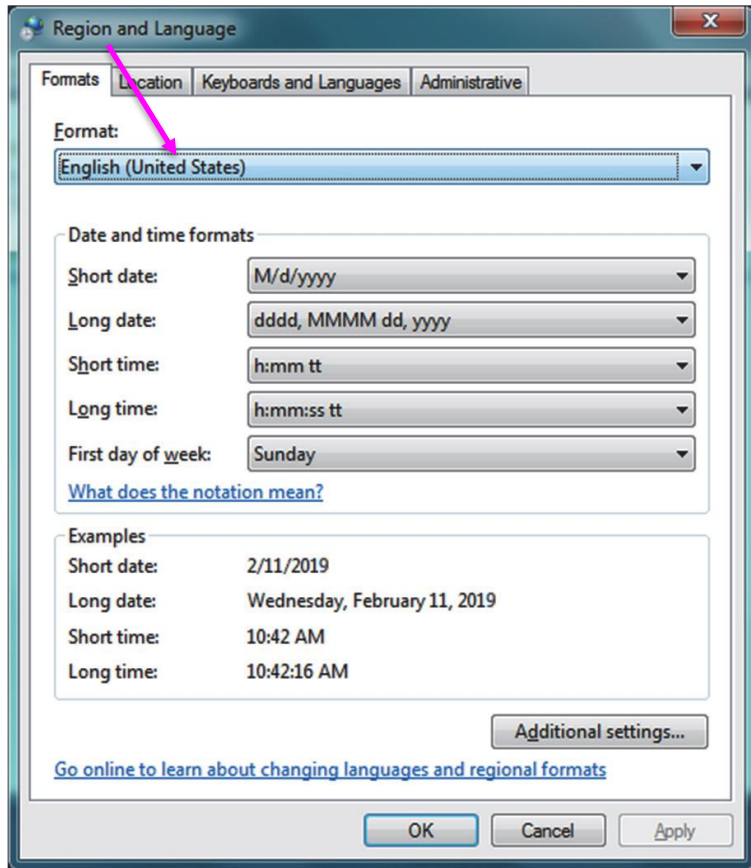 Region and Language
Formats Location Keyboards and Languages Administrative
Format:
English (United States)
Date and time formats
Short date: M/d/yyyy
Long date: dddd, MMMM dd, yyyy
Short time: h:mm tt
Long time: h:mm:ss tt
First day of week: Sunday
What does the notation mean?
Examples
Short date: 2/11/2019
Long date: Wednesday, February 11, 2019
Short time: 10:42 AM
Long time: 10:42:16 AM
Additional settings...
Go online to learn about changing languages and regional formats
OK Cancel Apply